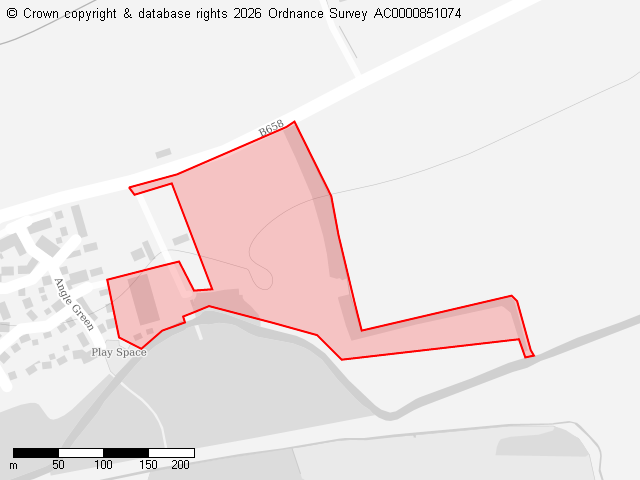 © Crown copyright & database rights 2026 Ordnance Survey AC0000851074
B658
Angle Green
Play Space
m 50 100 150 200